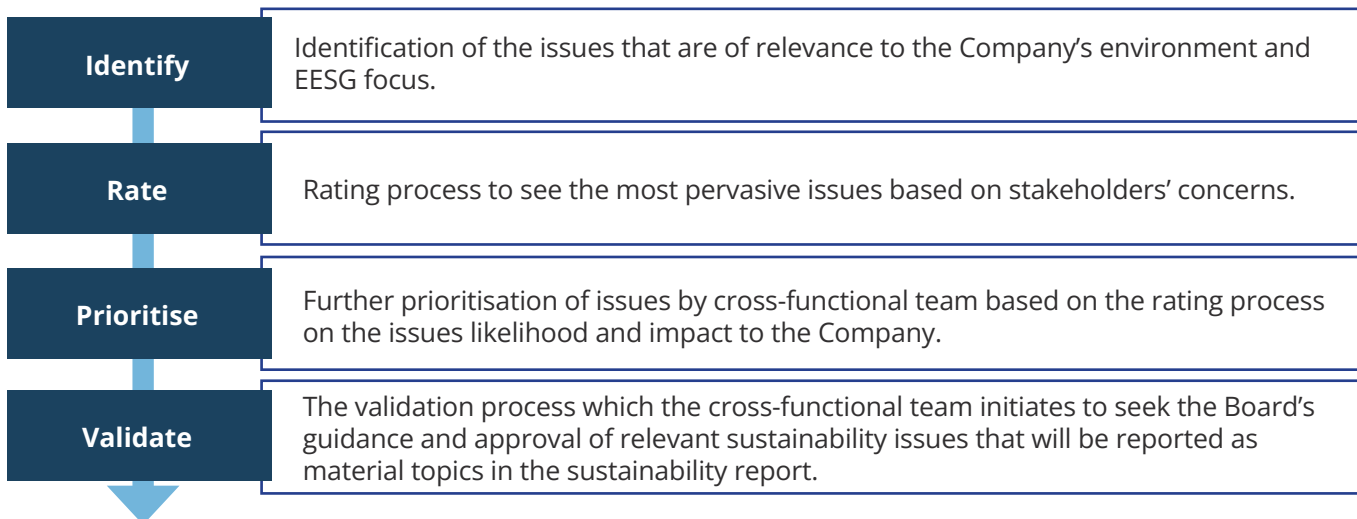 Identify
Identification of the issues that are of relevance to the Company’s environment and
EESG focus.
Rate
Rating process to see the most pervasive issues based on stakeholders’ concerns.
Prioritise
Further prioritisation of issues by cross-functional team based on the rating process
on the issues likelihood and impact to the Company.
Validate
The validation process which the cross-functional team initiates to seek the Board’s
guidance and approval of relevant sustainability issues that will be reported as
material topics in the sustainability report.